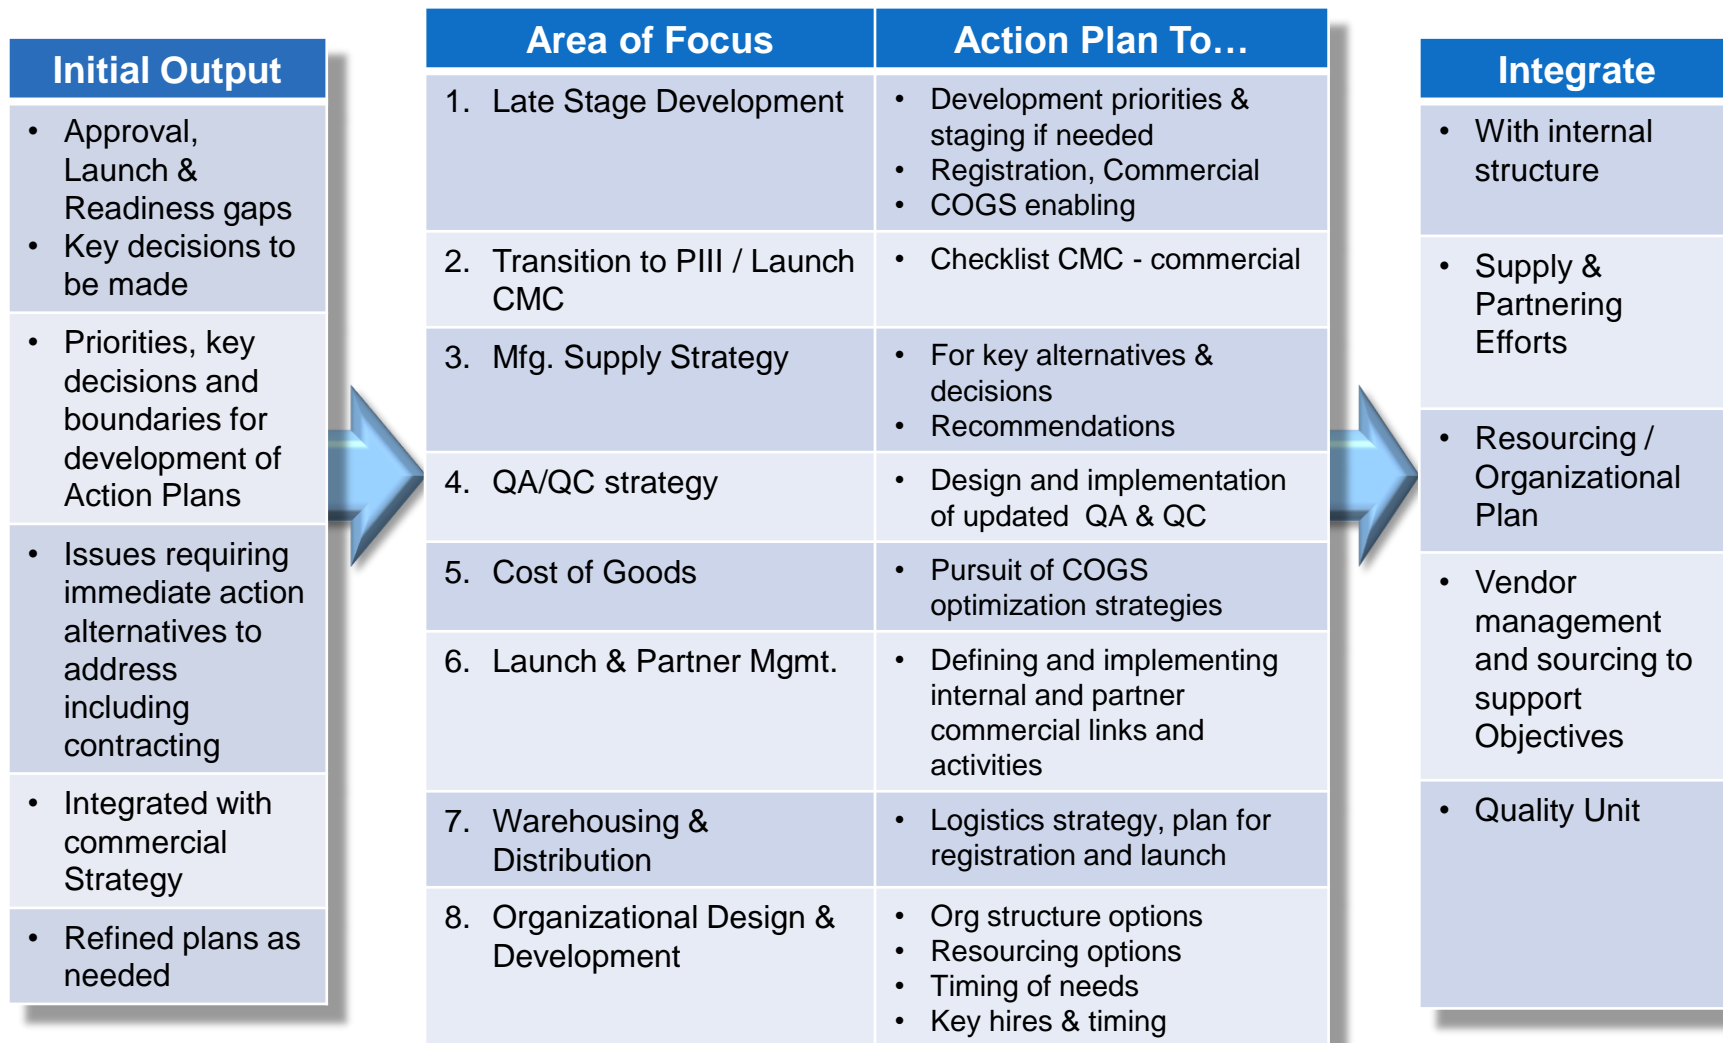 Initial Output
• Approval,
Launch &
Readiness gaps
• Key decisions to
be made
• Priorities, key
decisions and
boundaries for
development of
Action Plans
• Issues requiring
immediate action
alternatives to
address
including
contracting
• Integrated with
commercial
Strategy
• Refined plans as
needed
Area of Focus
Action Plan To…
1. Late Stage Development
• Development priorities &
staging if needed
• Registration, Commercial
• COGS enabling
2. Transition to PIII / Launch
CMC
• Checklist CMC - commercial
3. Mfg. Supply Strategy
• For key alternatives &
decisions
• Recommendations
4. QA/QC strategy
• Design and implementation
of updated QA & QC
5. Cost of Goods
• Pursuit of COGS
optimization strategies
6. Launch & Partner Mgmt.
• Defining and implementing
internal and partner
commercial links and
activities
7. Warehousing &
Distribution
• Logistics strategy, plan for
registration and launch
8. Organizational Design &
Development
• Org structure options
• Resourcing options
• Timing of needs
• Key hires & timing
Integrate
• With internal
structure
• Supply &
Partnering
Efforts
• Resourcing /
Organizational
Plan
• Vendor
management
and sourcing to
support
Objectives
• Quality Unit